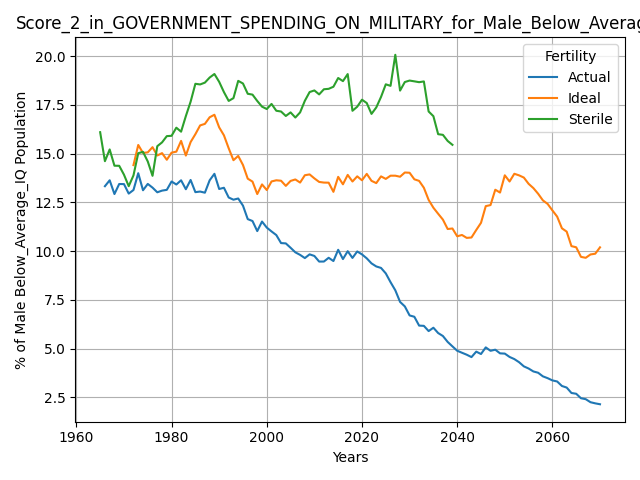 Score_2_in_GOVERNMENT_SPENDING_ON_MILITARY_for_Male_Below_Averag
Fertility
Actual
Ideal
Sterile
% of Male Below_Average_IQ Population
20.0
17.5
15.0
12.5
10.0
7.5
5.0
2.5
1960
1980
2000
2020
2040
2060
Years